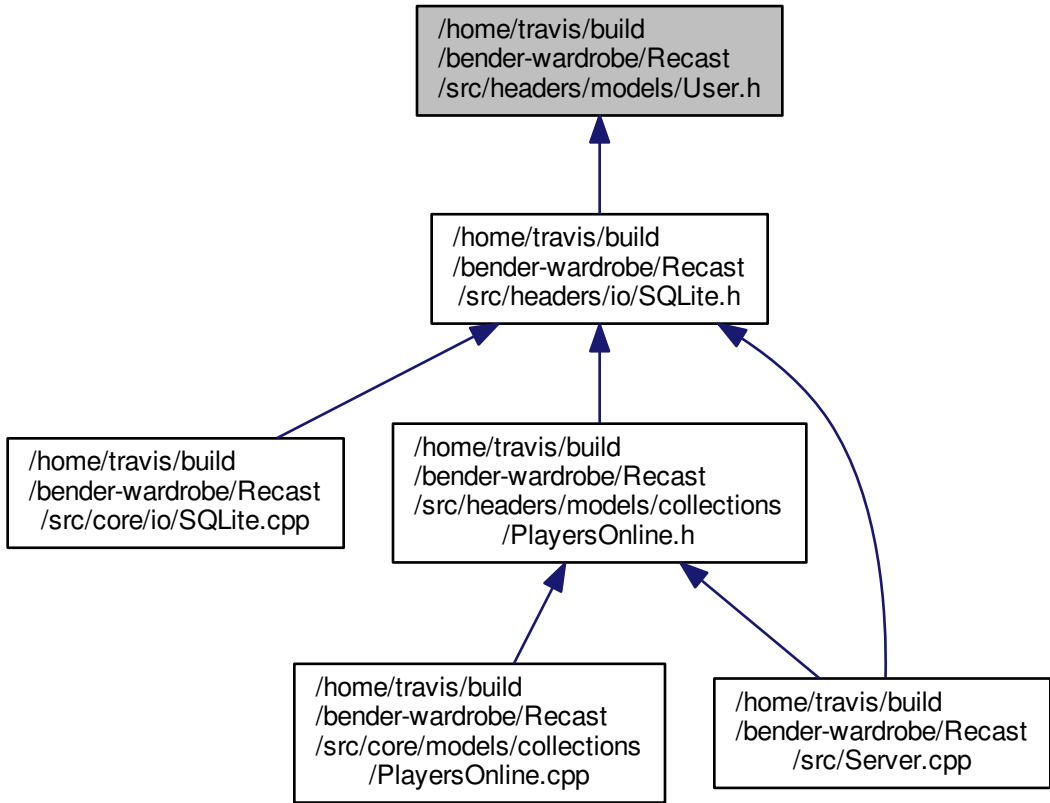 /home/travis/build
/bender-wardrobe/Recast
/src/headers/models/User.h
/home/travis/build
/bender-wardrobe/Recast
/src/headers/io/SQLite.h
/home/travis/build
/bender-wardrobe/Recast
/src/core/io/SQLite.cpp
/home/travis/build
/bender-wardrobe/Recast
/src/headers/models/collections
/PlayersOnline.h
/home/travis/build
/bender-wardrobe/Recast
/src/core/models/collections
/PlayersOnline.cpp
/home/travis/build
/bender-wardrobe/Recast
/src/Server.cpp